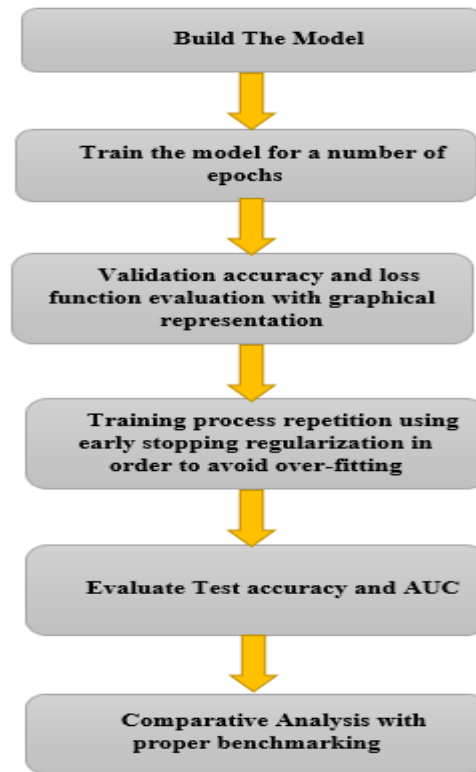 Build The Model
Train the model for a number of
epochs
Validation accuracy and loss
function evaluation with graphical
representation
Training process repetition using
early stopping regularization in
order to avoid over-fitting
Evaluate Test accuracy and AUC
Comparative Analysis with
proper benchmarking